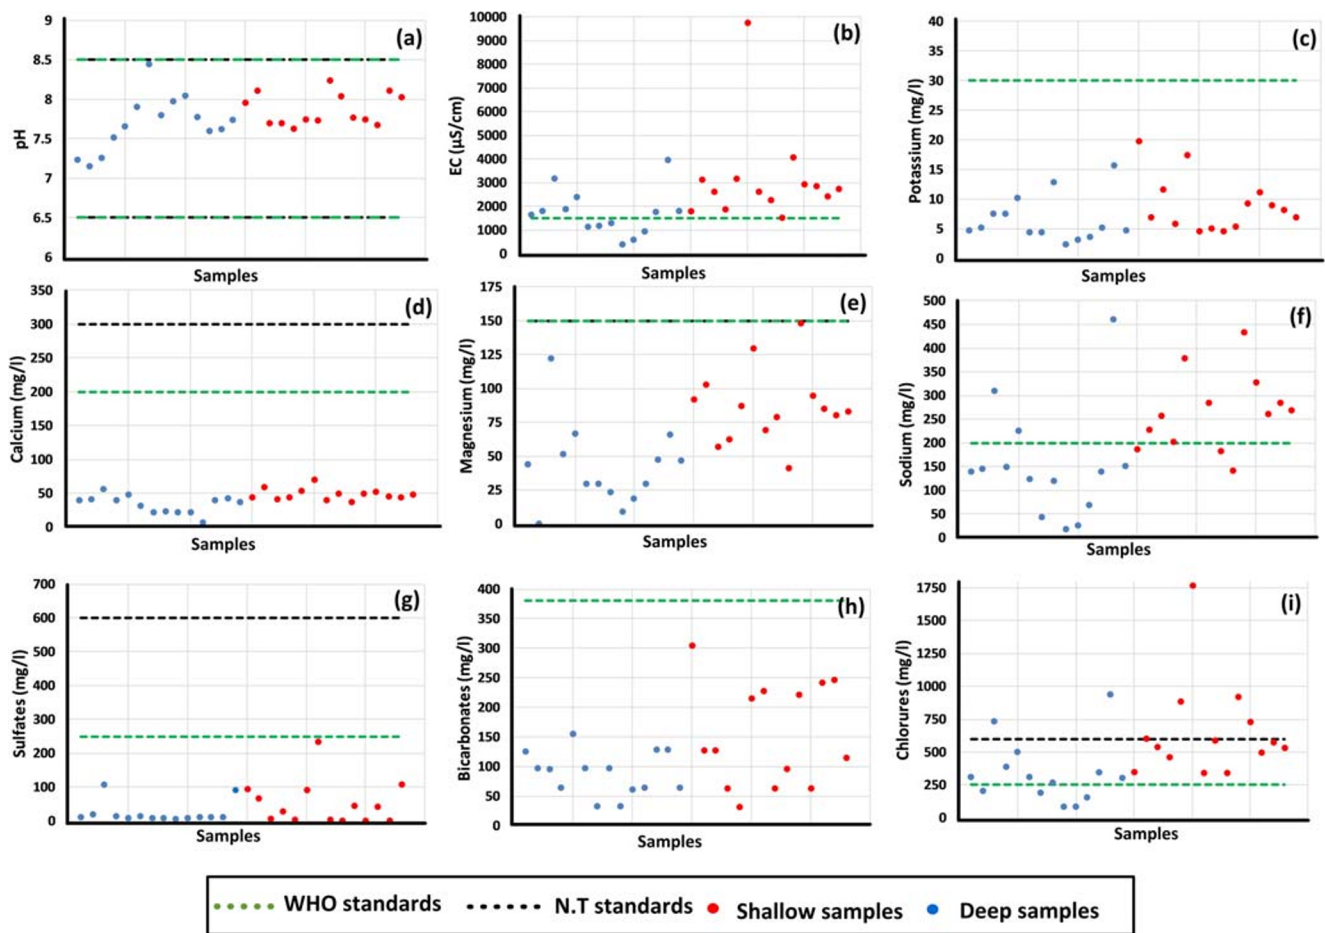 (a)
pH
9
8.5
8
7.5
7
6.5
6
Samples
(b)
EC (µS/cm)
10000
9000
8000
7000
6000
5000
4000
3000
2000
1000
0
Samples
(c)
Potassium (mg/l)
40
35
30
25
20
15
10
5
0
Samples
(d)
Calcium (mg/l)
350
300
250
200
150
100
50
0
Samples
(e)
Magnesium (mg/l)
175
150
125
100
75
50
25
0
Samples
(f)
Sodium (mg/l)
500
450
400
350
300
250
200
150
100
50
0
Samples
(g)
Sulfates (mg/l)
700
600
500
400
300
200
100
0
Samples
(h)
Bicarbonates (mg/l)
400
350
300
250
200
150
100
50
0
Samples
(i)
Chlorures (mg/l)
1750
1500
1250
1000
750
500
250
0
Samples
WHO standards N.T standards Shallow samples Deep samples